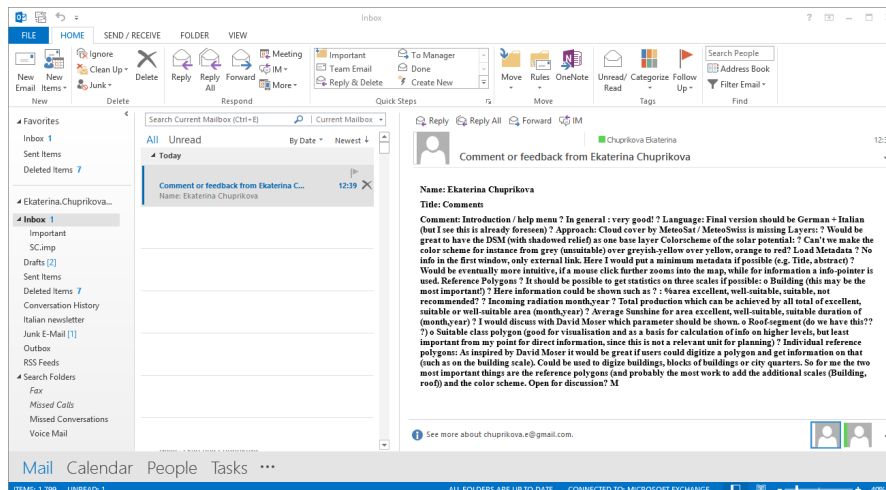 Inbox
FILE HOME SEND / RECEIVE FOLDER VIEW
New Email
New Items
Ignore
Clean Up
Junk
Delete
Reply
Reply All
Forward
Meeting
IM
More
Important
Team Email
Reply & Delete
To Manager
Done
Create New
Move
Rules
OneNote
Unread/ Read
Categorize
Follow Up
Search People
Address Book
Filter Email
New Delete Respond Quick Steps Move Tags Find
Favorites
Inbox 1
Sent Items
Deleted Items 7
Ekaterina.Chuprikova...
Inbox 1
Important
SC.imp
Drafts [2]
Sent Items
Deleted Items 7
Conversation History
Italian newsletter
Junk E-Mail [1]
Outbox
RSS Feeds
Search Folders
Fax
Missed Calls
Missed Conversations
Voice Mail
Search Current Mailbox (Ctrl+E) Current Mailbox
All Unread By Date Newest ↓
Today
Comment or feedback from Ekaterina C... 12:39
Name: Ekaterina Chuprikova
Reply Reply All Forward IM
Chuprikova Ekaterina
Comment or feedback from Ekaterina Chuprikova
Name: Ekaterina Chuprikova
Title: Comments
Comment: Introduction / help menu ? In general : very good! ? Language: Final version should be German + Italian
(but I see this is already foreseen) ? Approach: Cloud cover by MeteoSat / MeteoSwiss is missing Layers: ? Would be
great to have the DSM (with shadowed relief) as one base layer Colorscheme of the solar potential: ? Can't we make the
color scheme for instance from grey (unsuitable) over greyish-yellow over yellow, orange to red? Load Metadata ? No
info in the first window, only external link. Here I would put a minimum metadata if possible (e.g. Title, abstract) ?
Would be eventually more intuitive, if a mouse click further zooms into the map, while for information a info-pointer is
used. Reference Polygons ? It should be possible to get statistics on three scales if possible: o Building (this may be the
most important!) ? Here information could be shown such as ? : %area excellent, well-suitable, suitable, not
recommended? ? Incoming radiation month,year ? Total production which can be achieved by all total of excellent,
suitable or well-suitable area (month,year) ? Average Sunshine for area excellent, well-suitable, suitable duration of
(month,year) ? I would discuss with David Moser which parameter should be shown. o Roof-segment (do we have this??
?) o Suitable class polygon (good for visualisation and as a basis for calculation of info on higher levels, but least
important from my point for direct information, since this is not a relevant unit for planning) ? Individual reference
polygons: As inspired by David Moser it would be great if users could digitize a polygon and get information on that
(such as on the building scale). Could be used to digize buildings, blocks of buildings or city quarters. So for me the two
most important things are the reference polygons (and probably the most work to add the additional scales (Building,
roof)) and the color scheme. Open for discussion? M
See more about chuprikova.e@gmail.com.
Mail Calendar People Tasks
ITEMS: 1,799 UNREAD: 1 ALL FOLDERS ARE UP TO DATE CONNECTED TO: MICROSOFT EXCHANGE